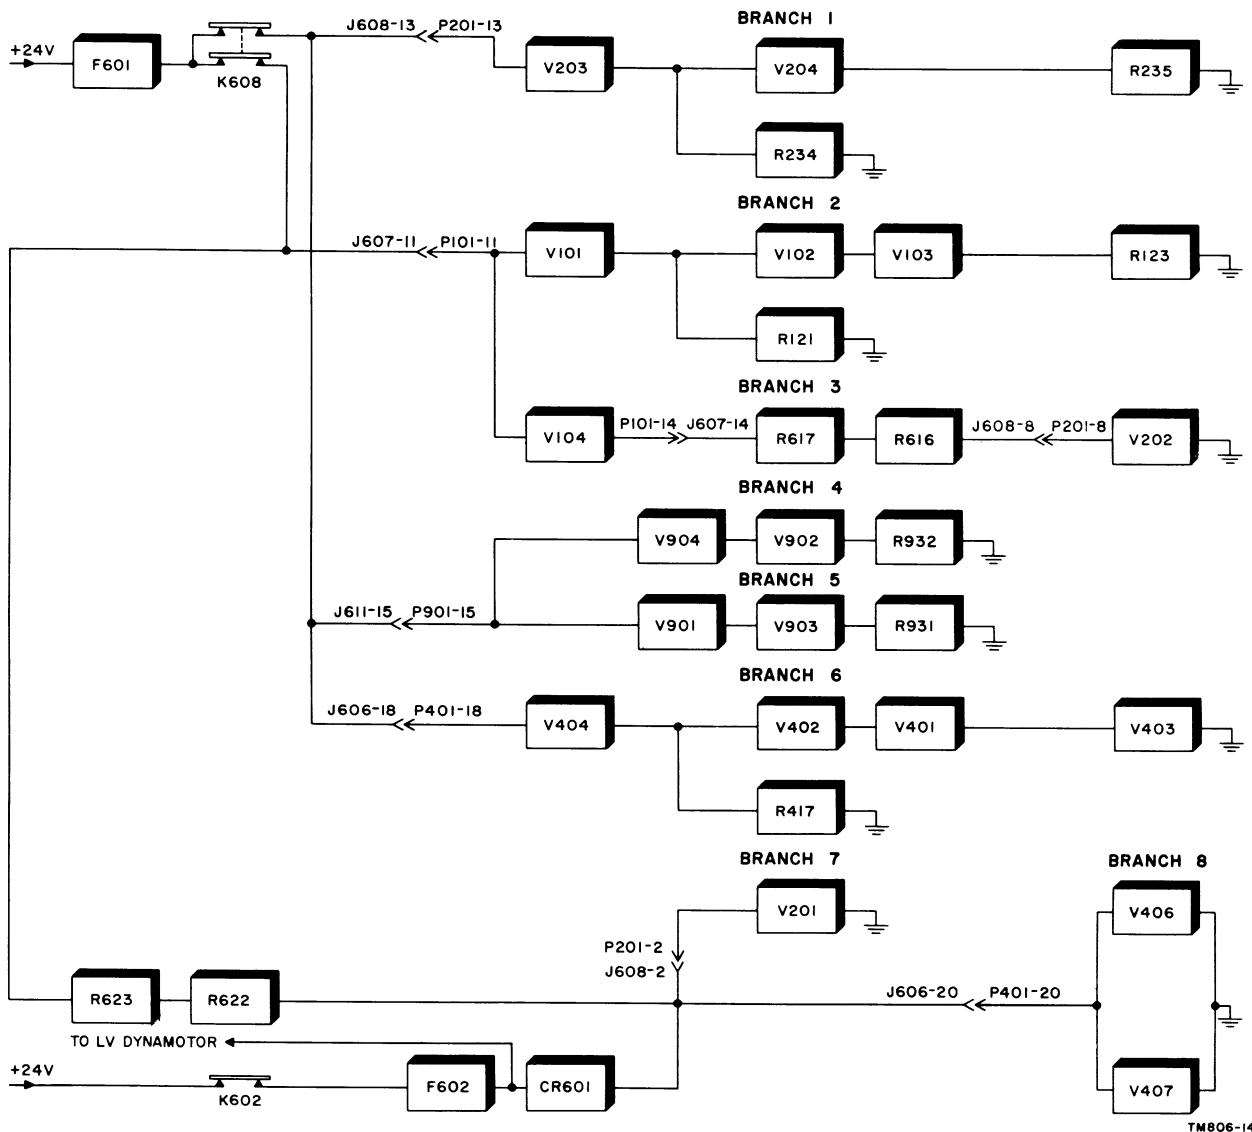 BRANCH 1
J608-13 P201-13
+24V
F601
K608
V203
V204
R235
R234
BRANCH 2
J607-11 P101-11
V101
V102
V103
R123
R121
BRANCH 3
V104
P101-14 J607-14
R617
R616
J608-8 P201-8
V202
BRANCH 4
V904
V902
R932
BRANCH 5
J611-15 P901-15
V901
V903
R931
BRANCH 6
J606-18 P401-18
V404
V402
V401
V403
R417
BRANCH 7
BRANCH 8
V201
V406
P201-2
J608-2
R623
R622
J606-20 P401-20
TO LV DYNAMOTOR
+24V
K602
F602
CR601
V407
TM806-14